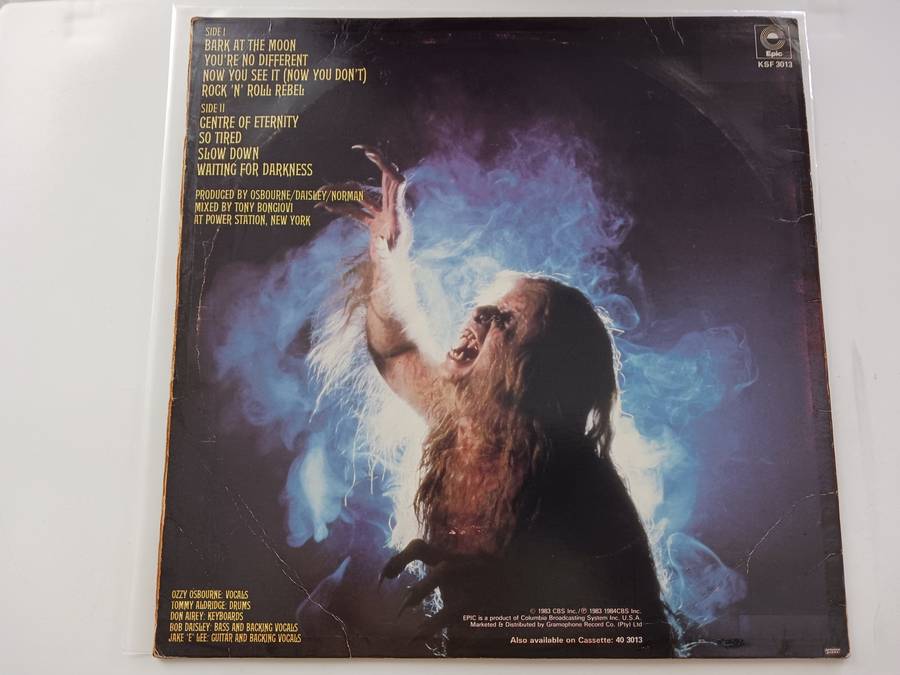 SIDE I
BARK AT THE MOON
YOU'RE NO DIFFERENT
NOW YOU SEE IT (NOW YOU DON'T)
ROCK 'N' ROLL REBEL
SIDE II
CENTRE OF ETERNITY
SO TIRED
SLOW DOWN
WAITING FOR DARKNESS
PRODUCED BY OSBOURNE/DAISLEY/NORMAN
MIXED BY TONY BONGIOVI
AT POWER STATION, NEW YORK
Epic
KSF 3013
OZZY OSBOURNE: VOCALS
TOMMY ALDRIDGE: DRUMS
DON AIREY: KEYBOARDS
BOB DAISLEY: BASS AND BACKING VOCALS
JAKE 'E' LEE: GUITAR AND BACKING VOCALS
© 1983 CBS Inc./℗ 1983 1984CBS Inc.
EPIC is a product of Columbia Broadcasting System Inc. U.S.A.
Marketed & Distributed by Gramophone Record Co. (Pty) Ltd
Also available on Cassette: 40 3013